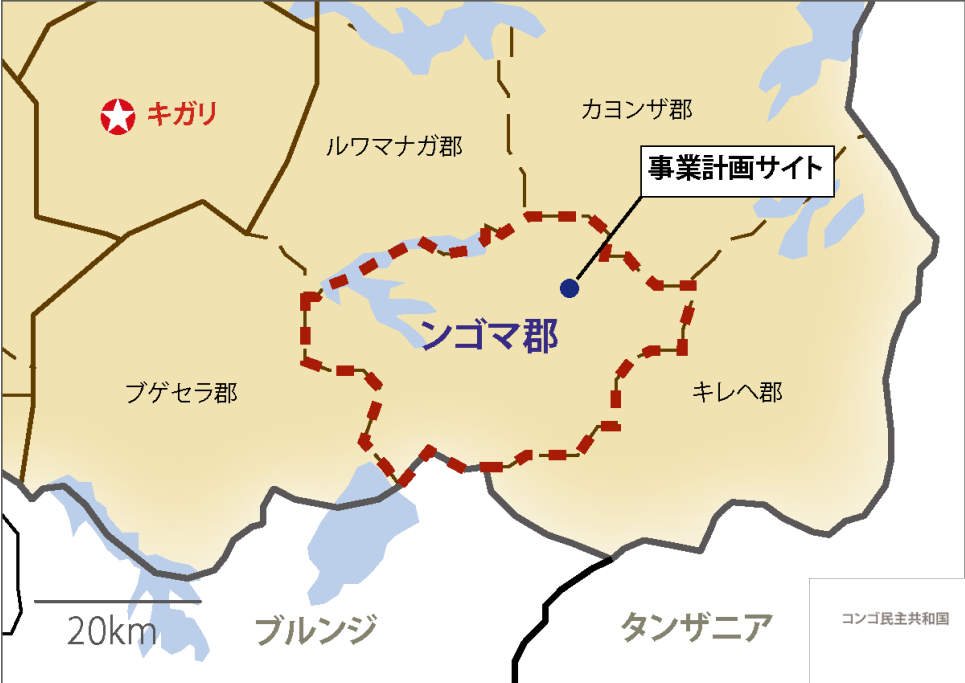 キガリ
カヨンザ郡
ルワマナガ郡
事業計画サイト
ンゴマ郡
ブゲセラ郡
キレヘ郡
20km
ブルンジ
タンザニア
コンゴ民主共和国